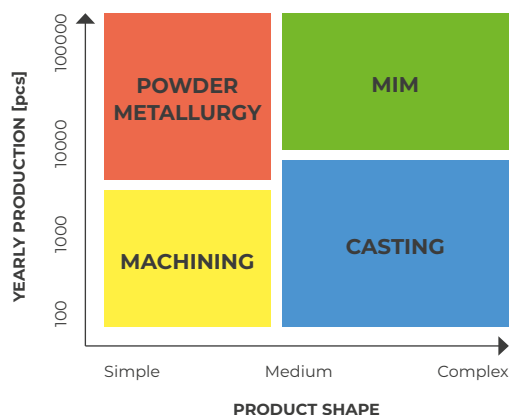 YEARLY PRODUCTION [pcs]
100000
10000
1000
100
POWDER
METALLURGY
MIM
MACHINING
CASTING
Simple
Medium
Complex
PRODUCT SHAPE